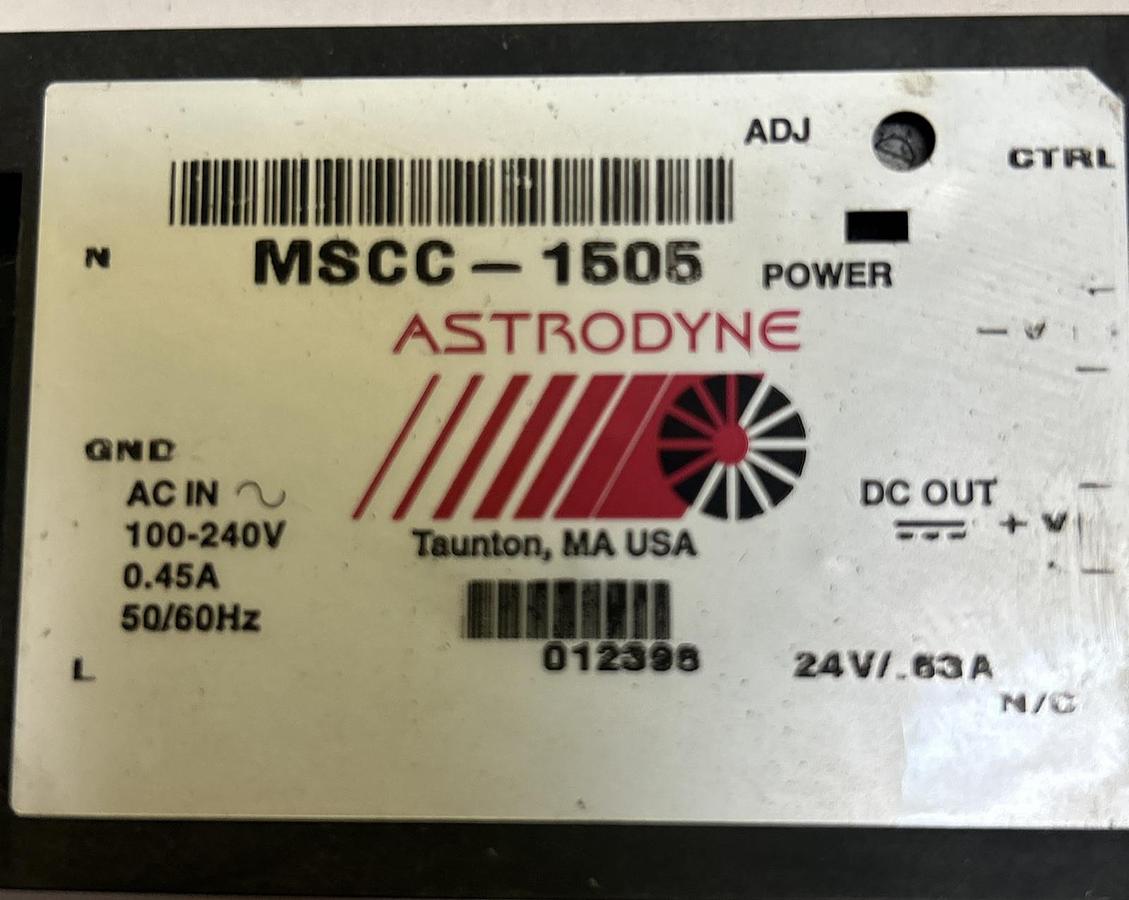 ADJ
CTRL
N
MSCC-1505
POWER
ASTRODYNE
- V
GND
AC IN
100-240V
0.45A
50/60Hz
DC OUT
+ V
Taunton, MA USA
012396
L
24V/.63A
N/C